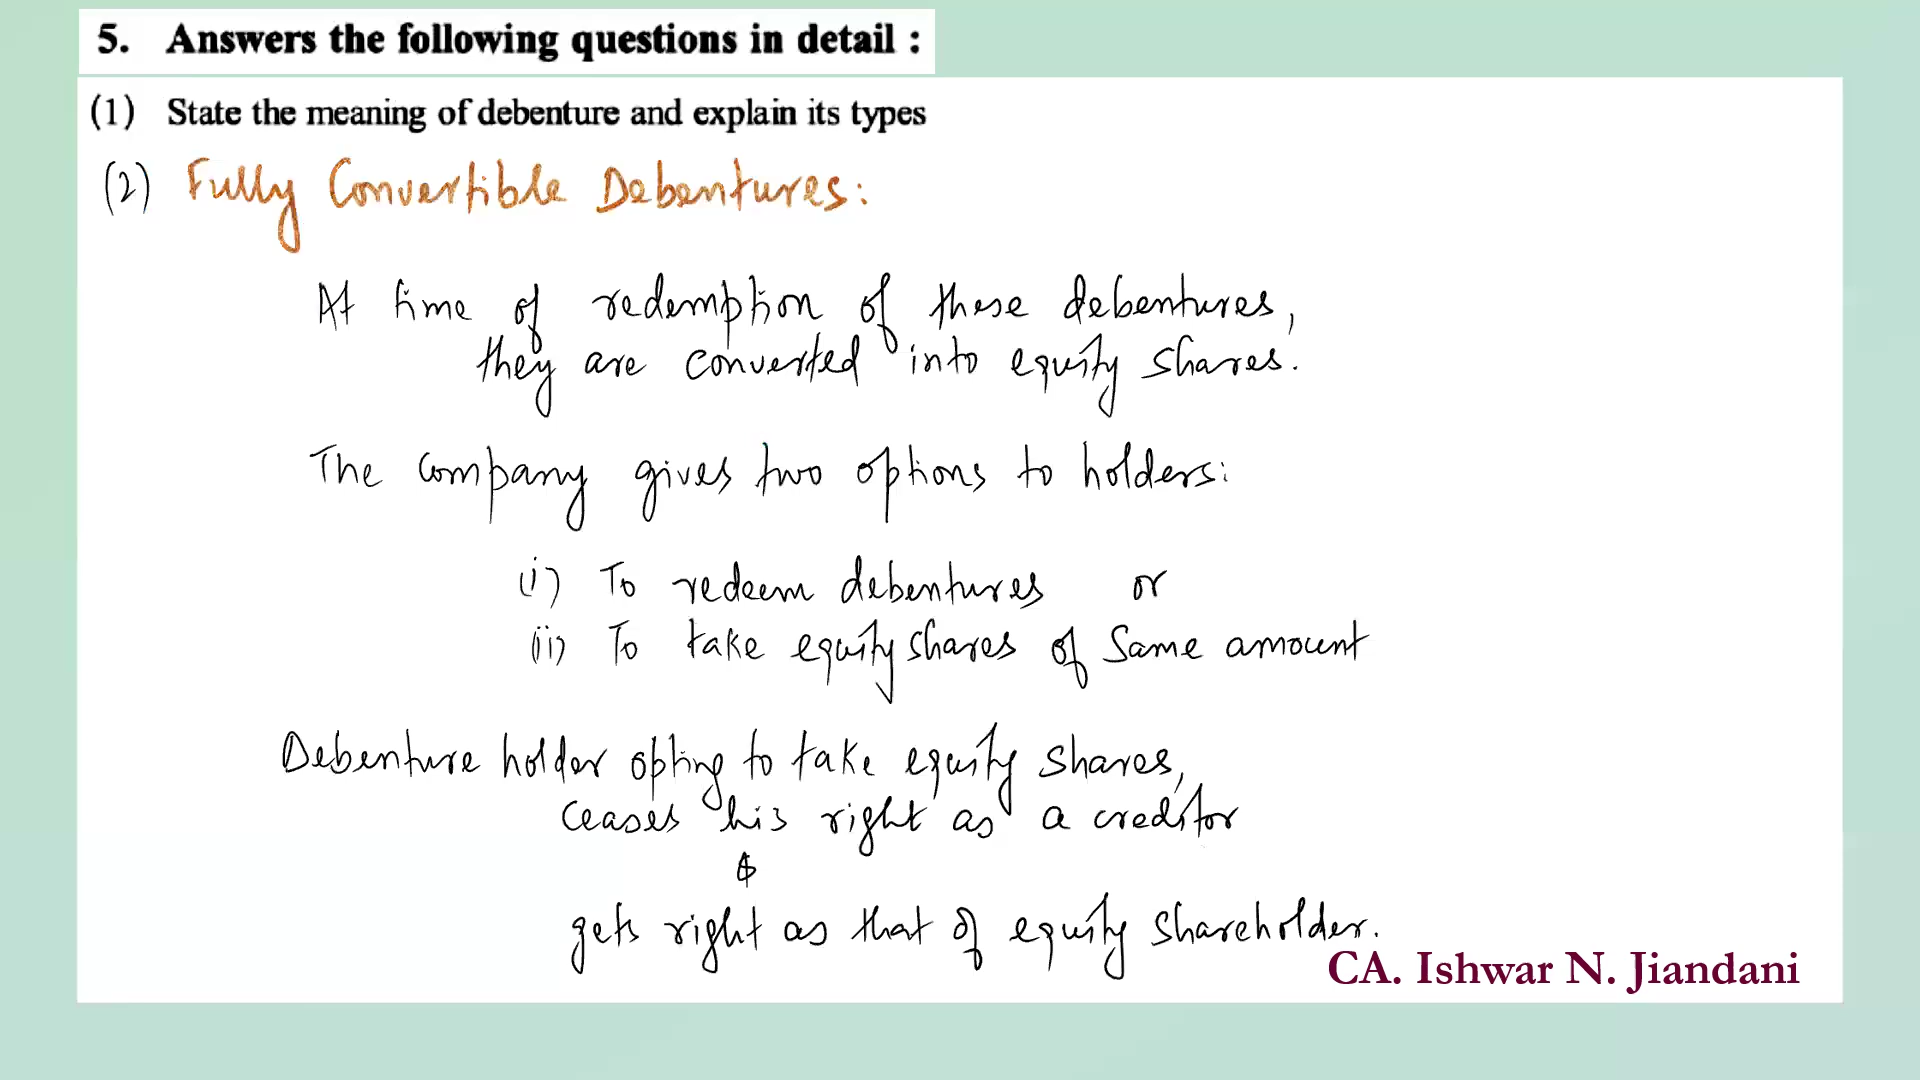 5. Answers the following questions in detail :
(1) State the meaning of debenture and explain its types
(2) Fully Convertible Debentures:
At time of redemption of these debentures,
they are converted into equity shares.
The company gives two options to holders:
(i) To redeem debentures or
(ii) To take equity shares of Same amount
Debenture holder opting to take equity shares,
ceases his right as a creditor
&
gets right as that of equity shareholder.
CA. Ishwar N. Jiandani